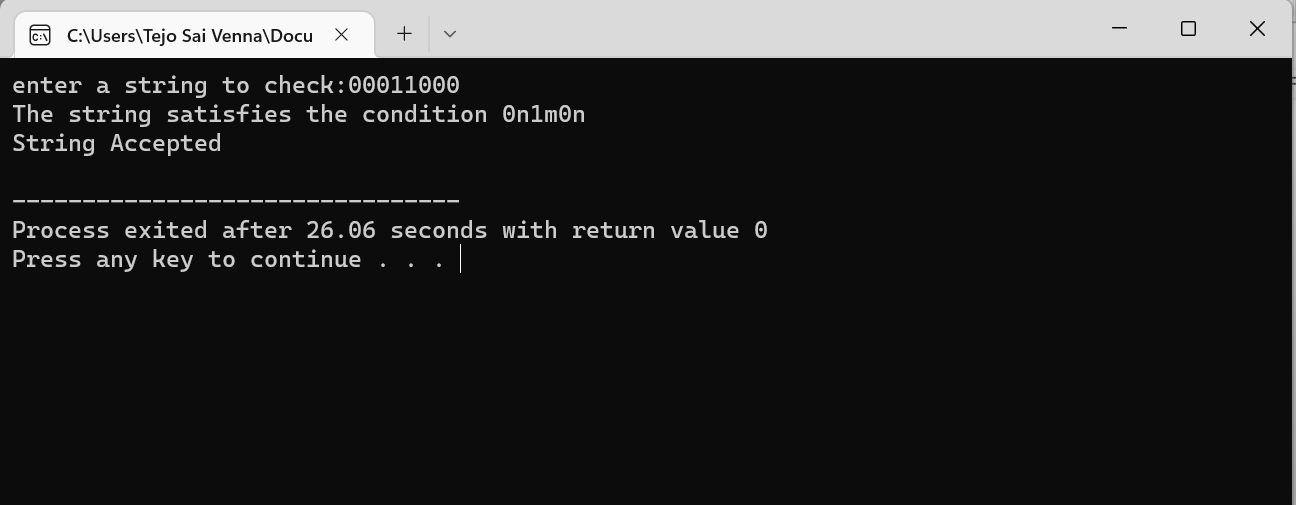 C:\Users\Tejo Sai Venna\Docu
enter a string to check:00011000
The string satisfies the condition 0n1m0n
String Accepted
--------------------------------
Process exited after 26.06 seconds with return value 0
Press any key to continue . . .